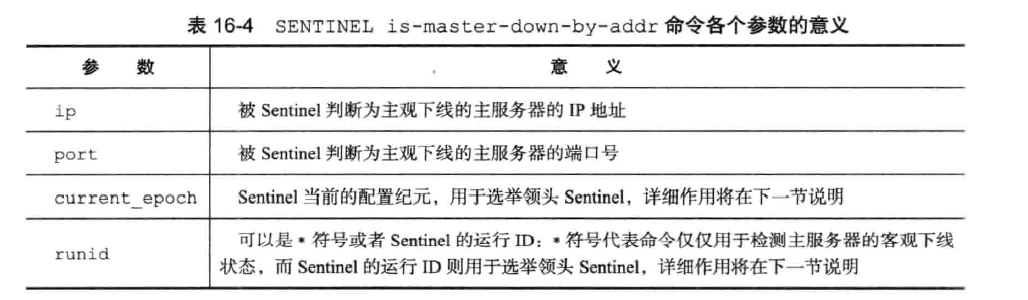 表 16-4 SENTINEL is-master-down-by-addr 命令各个参数的意义
参 数 意 义
ip 被 Sentinel 判断为主观下线的主服务器的 IP 地址
port 被 Sentinel 判断为主观下线的主服务器的端口号
current_epoch Sentinel 当前的配置纪元，用于选举领头 Sentinel，详细作用将在下一节说明
runid 可以是 * 符号或者 Sentinel 的运行 ID：* 符号代表命令仅仅用于检测主服务器的客观下线
状态，而 Sentinel 的运行 ID 则用于选举领头 Sentinel，详细作用将在下一节说明